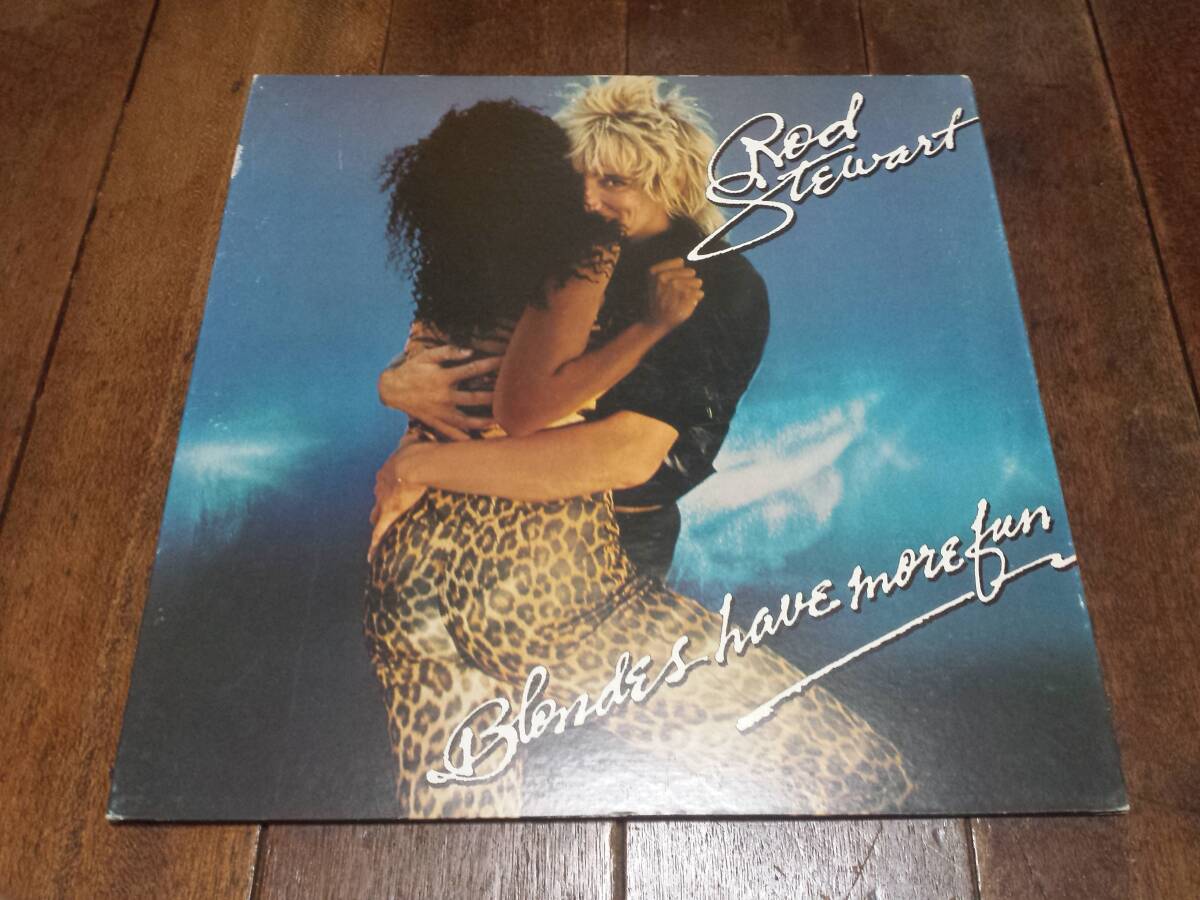 Rod
Stewart
Blondes have more fun